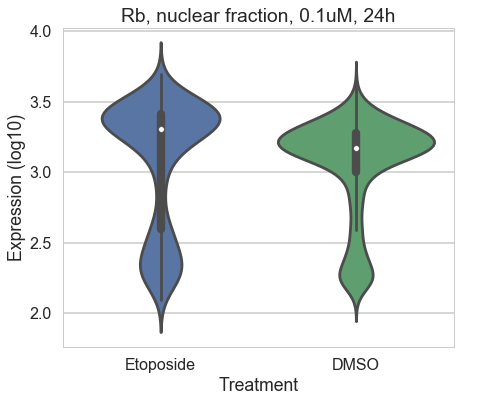 Rb, nuclear fraction, 0.1uM, 24h
Expression (log10)
4.0
3.5
3.0
2.5
2.0
Etoposide DMSO
Treatment